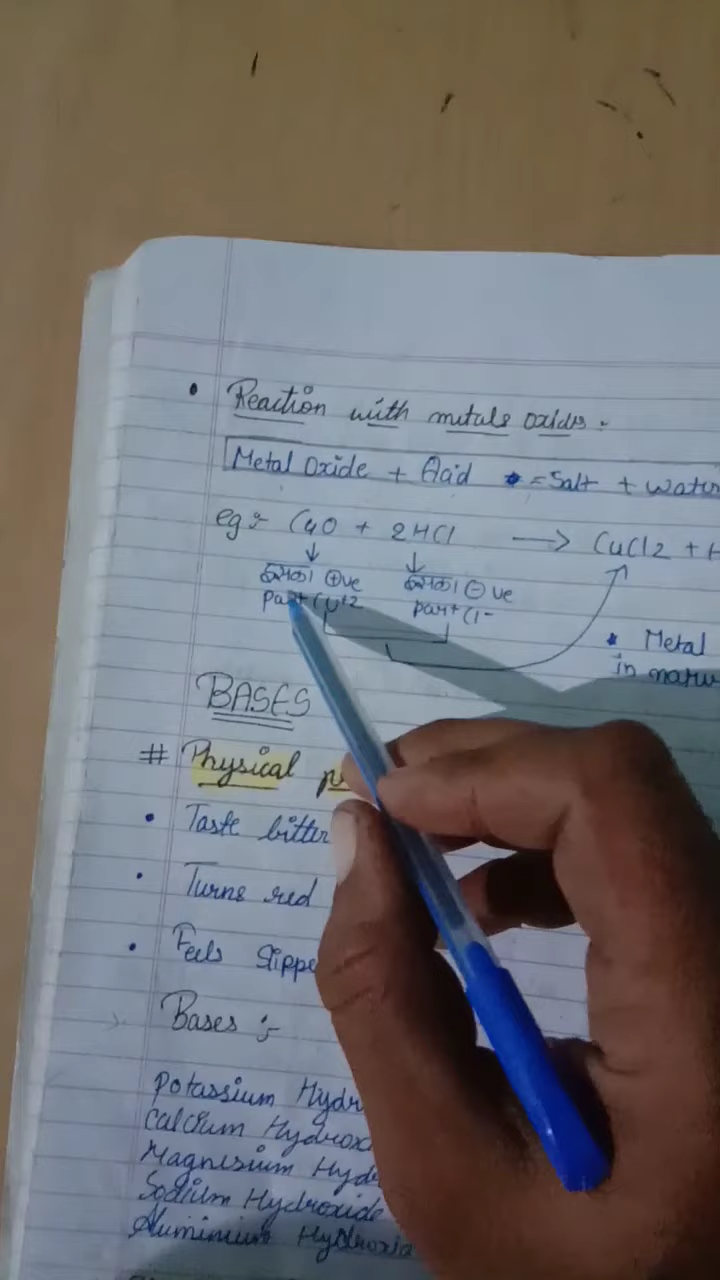 • Reaction with metals oxides :
Metal Oxide + Acid = Salt + Water
eg :- CuO + 2HCl → CuCl2 + H
इसका ⊕ve इसका ⊖ve
part Cu+2 part Cl-
* Metal
in natu
BASES
# Physical p
• Taste bitter
• Turns red
• Feels Slippe
Bases :-
Potassium Hydr
Calcium Hydrox
Magnesium Hydr
Sodium Hydroxide
Aluminium Hydroxid